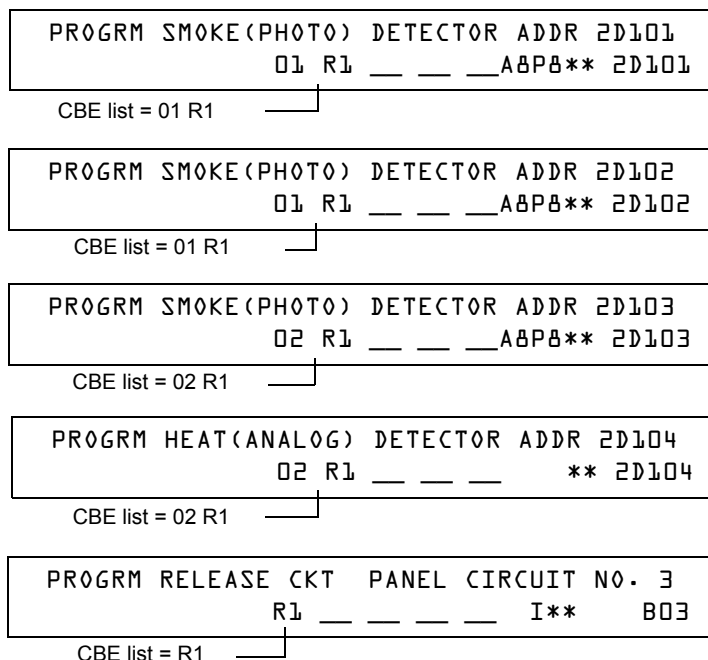 PROGRM SMOKE(PHOTO) DETECTOR ADDR 2D101
01 R1 __ __ __A8P8** 2D101
CBE list = 01 R1
PROGRM SMOKE(PHOTO) DETECTOR ADDR 2D102
01 R1 __ __ __A8P8** 2D102
CBE list = 01 R1
PROGRM SMOKE(PHOTO) DETECTOR ADDR 2D103
02 R1 __ __ __A8P8** 2D103
CBE list = 02 R1
PROGRM HEAT(ANALOG) DETECTOR ADDR 2D104
02 R1 __ __ __ ** 2D104
CBE list = 02 R1
PROGRM RELEASE CKT PANEL CIRCUIT NO. 3
R1 __ __ __ __ I** B03
CBE list = R1